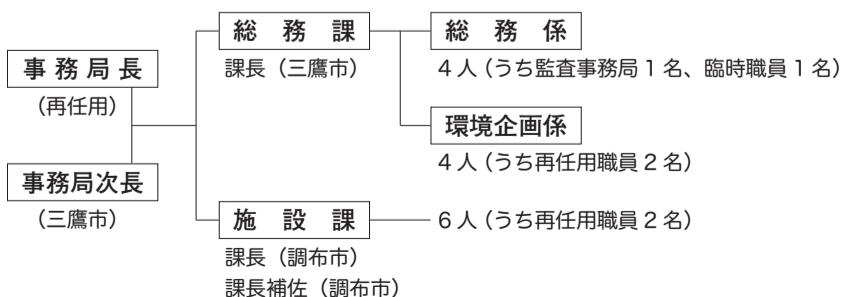 事務局長
(再任用)
事務局次長
(三鷹市)
総務課
課長(三鷹市)
総務係
4人(うち監査事務局1名、臨時職員1名)
環境企画係
4人(うち再任用職員2名)
施設課
課長(調布市)
課長補佐(調布市)
6人(うち再任用職員2名)